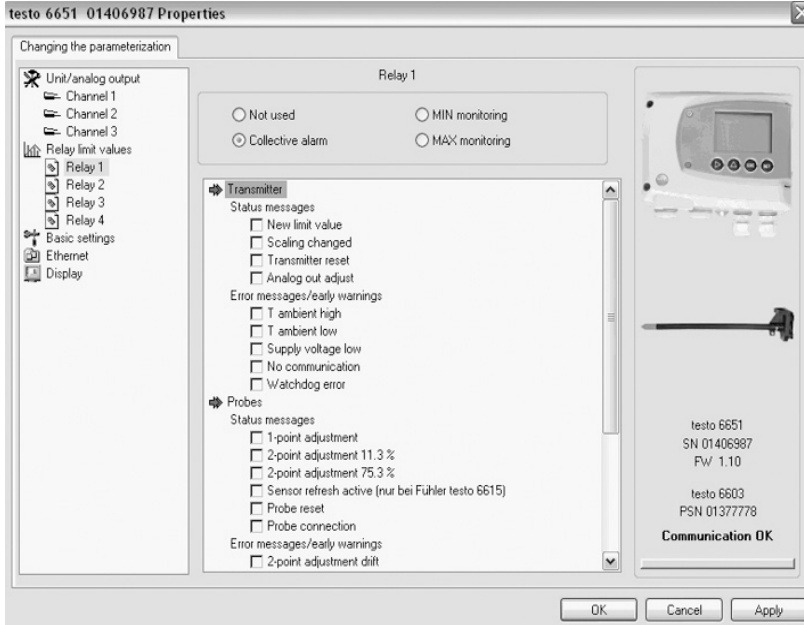 testo 6651 01406987 Properties
Changing the parameterization
Unit/analog output
Channel 1
Channel 2
Channel 3
Relay limit values
Relay 1
Relay 2
Relay 3
Relay 4
Basic settings
Ethernet
Display
Relay 1
Not used
MIN monitoring
Collective alarm
MAX monitoring
Transmitter
Status messages
New limit value
Scaling changed
Transmitter reset
Analog out adjust
Error messages/early warnings
T ambient high
T ambient low
Supply voltage low
No communication
Watchdog error
Probes
Status messages
1-point adjustment
2-point adjustment 11.3 %
2-point adjustment 75.3 %
Sensor refresh active (nur bei Fühler testo 6615)
Probe reset
Probe connection
Error messages/early warnings
2-point adjustment drift
testo 6651
SN 01406987
FW 1.10
testo 6603
PSN 01377778
Communication OK
OK
Cancel
Apply